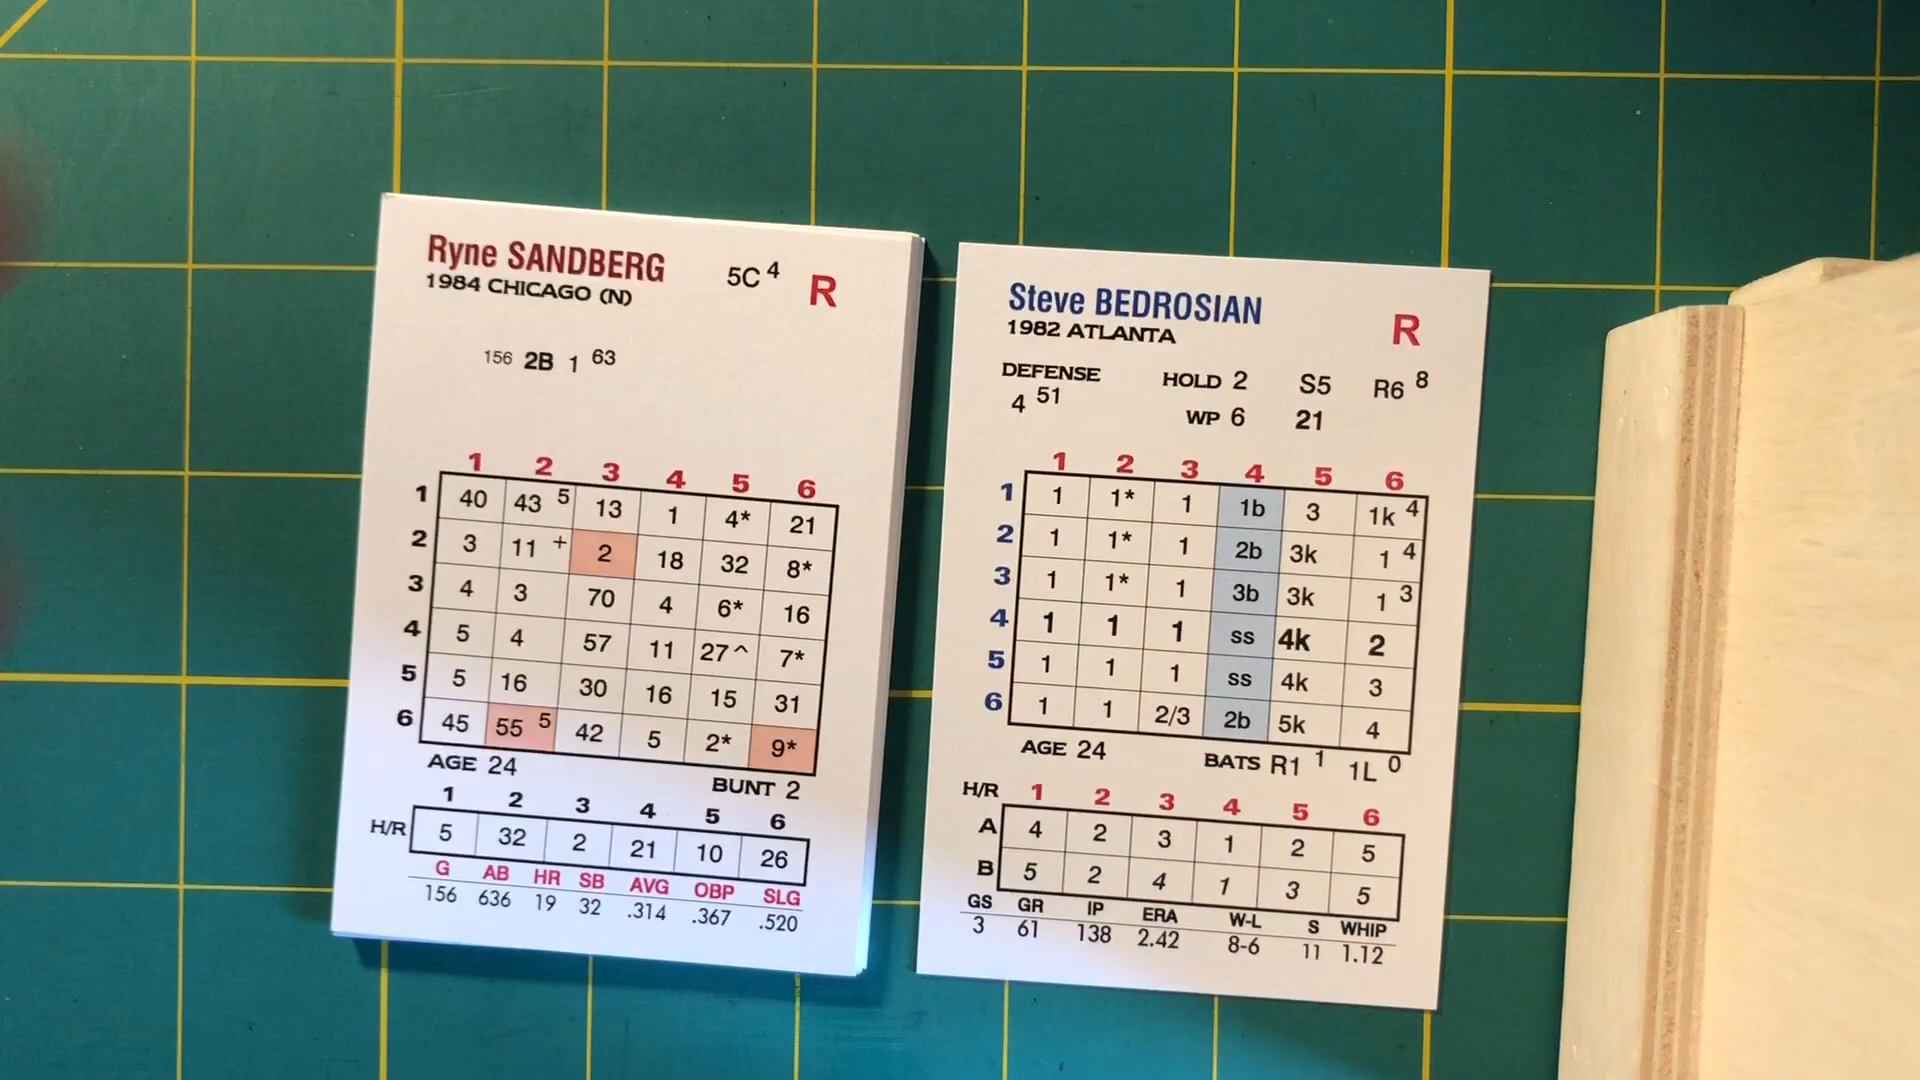 Ryne SANDBERG 5C 4 R
1984 CHICAGO (N)
156 2B 1 63
1 2 3 4 5 6
1 40 43 5 13 1 4* 21
2 3 11 + 2 18 32 8*
3 4 3 70 4 6* 16
4 5 4 57 11 27^ 7*
5 5 16 30 16 15 31
6 45 55 5 42 5 2* 9*
AGE 24 BUNT 2
1 2 3 4 5 6
H/R 5 32 2 21 10 26
G AB HR SB AVG OBP SLG
156 636 19 32 .314 .367 .520
Steve BEDROSIAN R
1982 ATLANTA
DEFENSE HOLD 2 S5 R6 8
4 51 WP 6 21
1 2 3 4 5 6
1 1 1* 1 1b 3 1k 4
2 1 1* 1 2b 3k 1 4
3 1 1* 1 3b 3k 1 3
4 1 1 1 ss 4k 2
5 1 1 1 ss 4k 3
6 1 1 2/3 2b 5k 4
AGE 24 BATS R1 1 1L 0
H/R 1 2 3 4 5 6
A 4 2 3 1 2 5
B 5 2 4 1 3 5
GS GR IP ERA W-L S WHIP
3 61 138 2.42 8-6 11 1.12